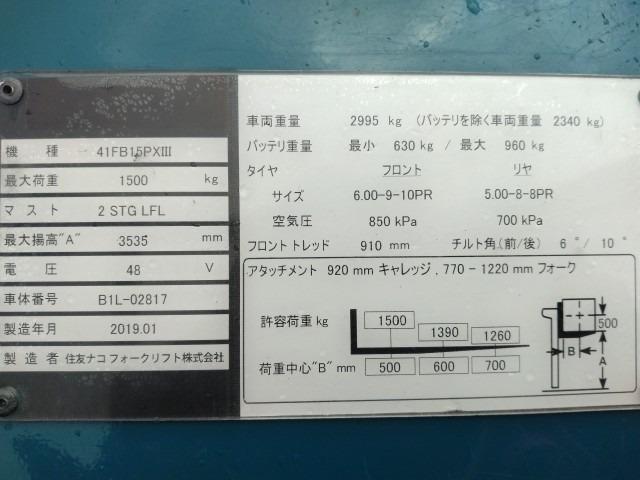 機 種 41FB15PXⅢ
最大荷重 1500 kg
マスト 2 STG LFL
最大揚高"A" 3535 mm
電 圧 48 V
車体番号 B1L-02817
製造年月 2019.01
製造者 住友ナコ フォークリフト株式会社
車両重量 2995 kg (バッテリを除く車両重量 2340 kg)
バッテリ重量 最小 630 kg / 最大 960 kg
タイヤ フロント リヤ
サイズ 6.00-9-10PR 5.00-8-8PR
空気圧 850 kPa 700 kPa
フロントトレッド 910 mm チルト角(前/後) 6°/ 10°
アタッチメント 920 mm キャレッジ , 770 - 1220 mm フォーク
許容荷重 kg 1500 1390 1260
荷重中心"B" mm 500 600 700
500
B
A